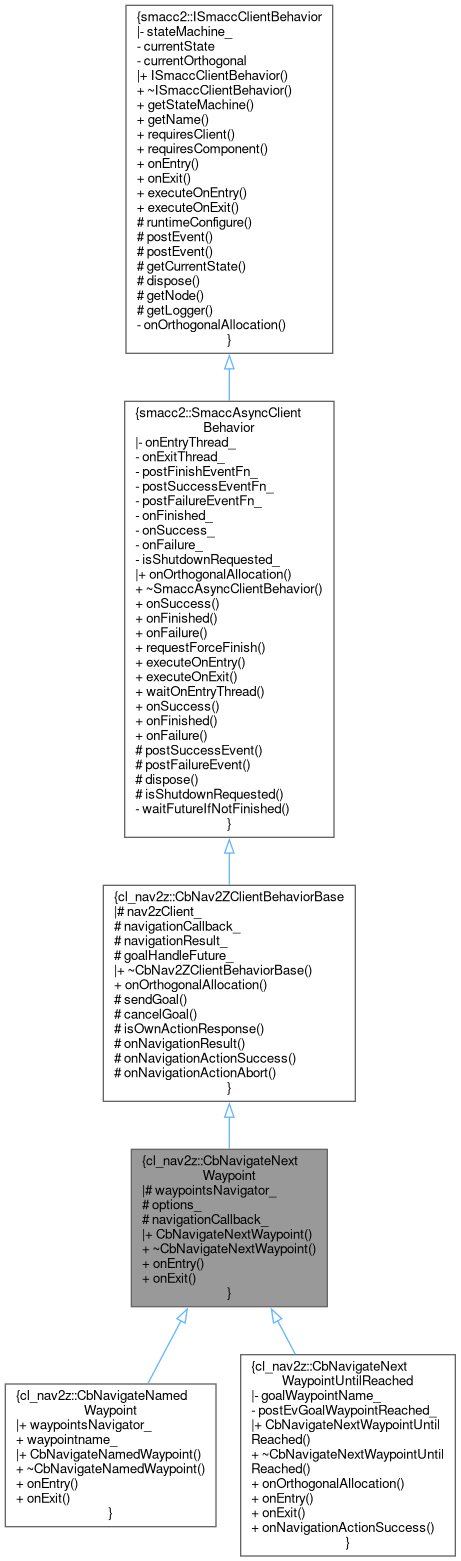 {smacc2::ISmaccClientBehavior
|- stateMachine_
- currentState
- currentOrthogonal
|+ ISmaccClientBehavior()
+ ~ISmaccClientBehavior()
+ getStateMachine()
+ getName()
+ requiresClient()
+ requiresComponent()
+ onEntry()
+ onExit()
+ executeOnEntry()
+ executeOnExit()
# runtimeConfigure()
# postEvent()
# postEvent()
# getCurrentState()
# dispose()
# getNode()
# getLogger()
- onOrthogonalAllocation()
}
{smacc2::SmaccAsyncClient
Behavior
|- onEntryThread_
- onExitThread_
- postFinishEventFn_
- postSuccessEventFn_
- postFailureEventFn_
- onFinished_
- onSuccess_
- onFailure_
- isShutdownRequested_
|+ onOrthogonalAllocation()
+ ~SmaccAsyncClientBehavior()
+ onSuccess()
+ onFinished()
+ onFailure()
+ requestForceFinish()
+ executeOnEntry()
+ executeOnExit()
+ waitOnEntryThread()
+ onSuccess()
+ onFinished()
+ onFailure()
# postSuccessEvent()
# postFailureEvent()
# dispose()
# isShutdownRequested()
- waitFutureIfNotFinished()
}
{cl_nav2z::CbNav2ZClientBehaviorBase
|# nav2zClient_
# navigationCallback_
# navigationResult_
# goalHandleFuture_
|+ ~CbNav2ZClientBehaviorBase()
+ onOrthogonalAllocation()
# sendGoal()
# cancelGoal()
# isOwnActionResponse()
# onNavigationResult()
# onNavigationActionSuccess()
# onNavigationActionAbort()
}
{cl_nav2z::CbNavigateNext
Waypoint
|# waypointsNavigator_
# options_
# navigationCallback_
|+ CbNavigateNextWaypoint()
+ ~CbNavigateNextWaypoint()
+ onEntry()
+ onExit()
}
{cl_nav2z::CbNavigateNamed
Waypoint
|+ waypointsNavigator_
+ waypointname_
|+ CbNavigateNamedWaypoint()
+ ~CbNavigateNamedWaypoint()
+ onEntry()
+ onExit()
}
{cl_nav2z::CbNavigateNext
WaypointUntilReached
|- goalWaypointName_
- postEvGoalWaypointReached_
|+ CbNavigateNextWaypointUntil
Reached()
+ ~CbNavigateNextWaypointUntil
Reached()
+ onOrthogonalAllocation()
+ onEntry()
+ onExit()
+ onNavigationActionSuccess()
}